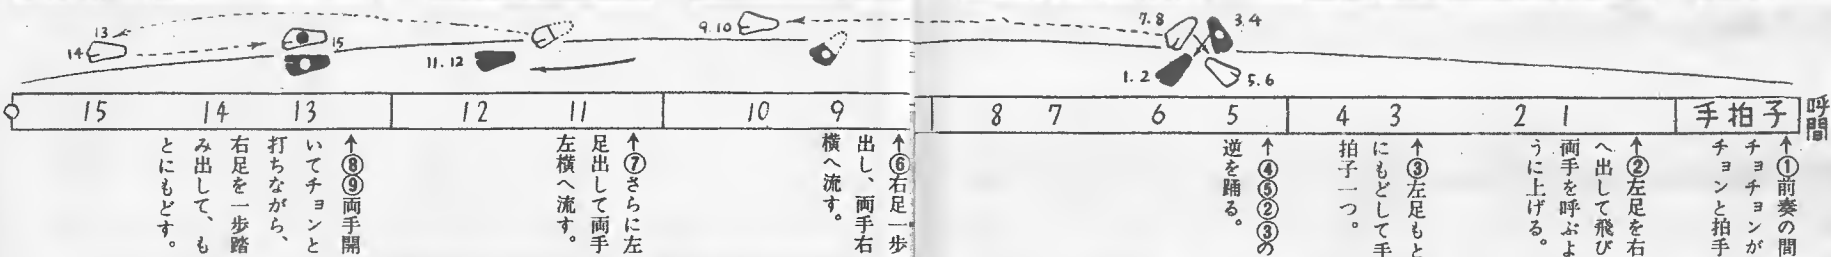 呼間
手拍子
1
2
3
4
5
6
7
8
9
10
11
12
13
14
15
3.4
7.8
1.2
5.6
9.10
11.12
13
14
15
↑①前奏の間
チョチョンが
チョンと拍手
↑②左足を右
へ出して飛び
両手を呼ぶよ
うに上げる。
↑③左足もと
にもどして手
拍子一つ。
↑④⑤②③の
逆を踊る。
↑⑥右足一歩
出し、両手右
横へ流す。
↑⑦さらに左
足出して両手
左横へ流す。
↑⑧⑨両手開
いてチョンと
打ちながら、
右足を一歩踏
み出して、も
とにもどす。